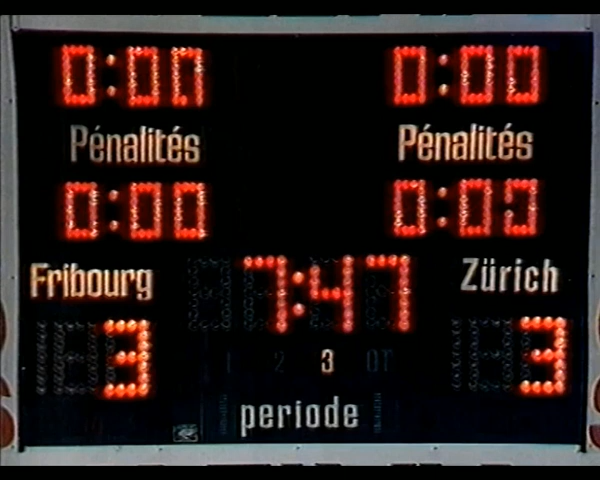 0:00 0:00
Pénalités Pénalités
0:00 0:00
Fribourg 7:47 Zürich
3 3
1 2 3 OT
periode